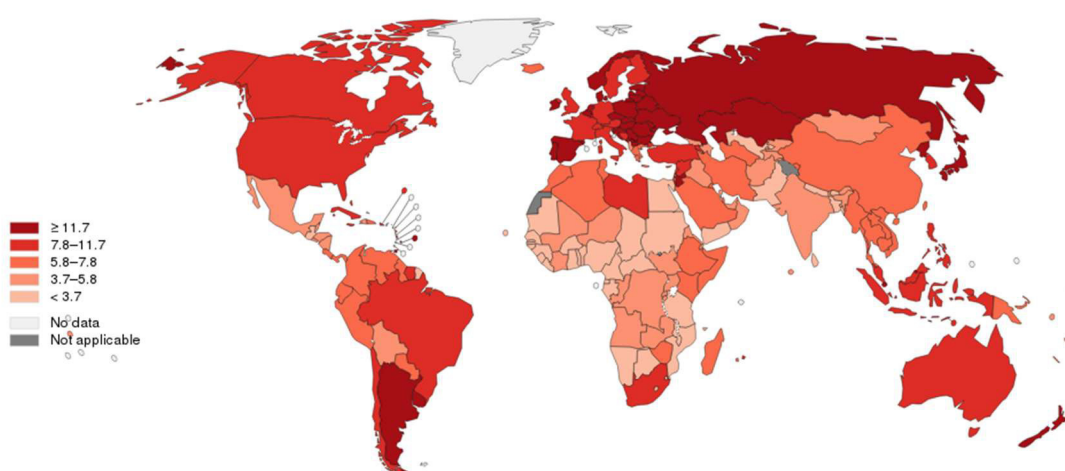 ≥ 11.7
7.8–11.7
5.8–7.8
3.7–5.8
< 3.7
No data
Not applicable